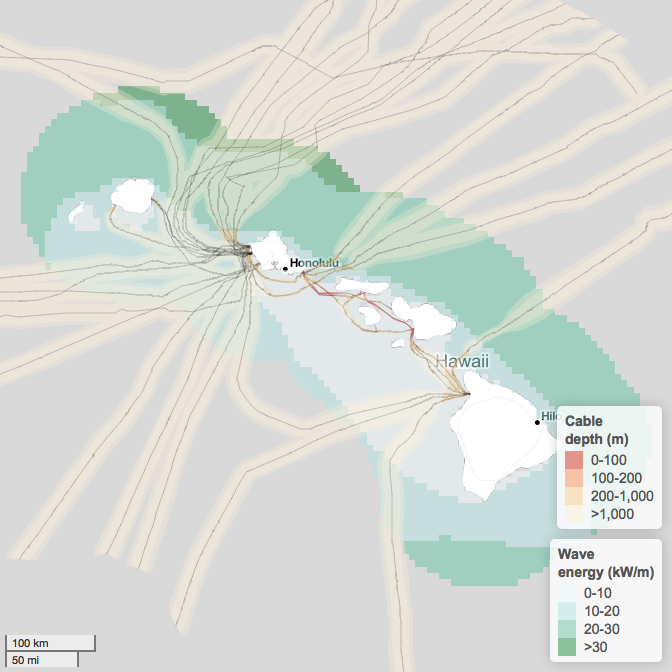 Honolulu
Hawaii
Cable
depth (m)
0-100
100-200
200-1,000
>1,000
Wave
energy (kW/m)
0-10
10-20
20-30
>30
100 km
50 mi